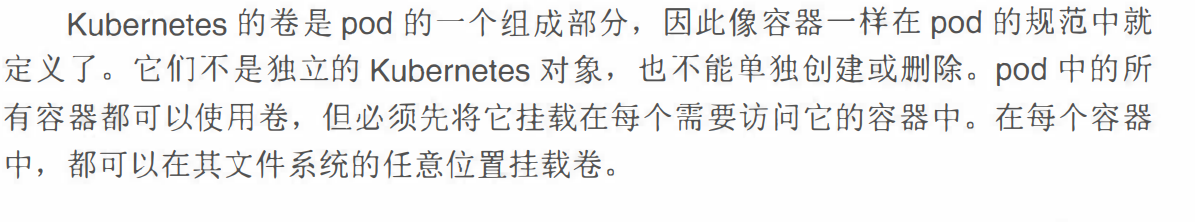 Kubernetes 的卷是 pod 的一个组成部分，因此像容器一样在 pod 的规范中就
定义了。它们不是独立的 Kubernetes 对象，也不能单独创建或删除。pod 中的所
有容器都可以使用卷，但必须先将它挂载在每个需要访问它的容器中。在每个容器
中，都可以在其文件系统的任意位置挂载卷。